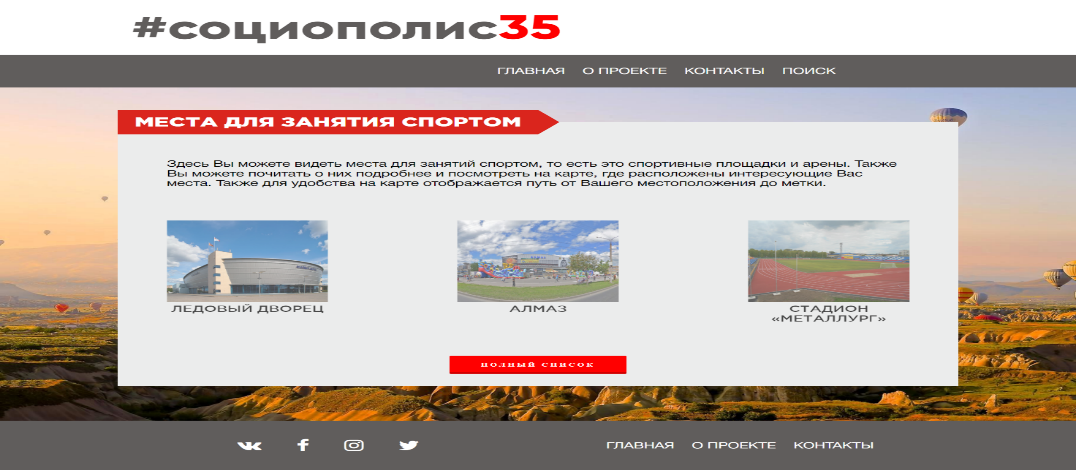 #социополис35
ГЛАВНАЯ О ПРОЕКТЕ КОНТАКТЫ ПОИСК
МЕСТА ДЛЯ ЗАНЯТИЯ СПОРТОМ
Здесь Вы можете видеть места для занятий спортом, то есть это спортивные площадки и арены. Также
Вы можете почитать о них подробнее и посмотреть на карте, где расположены интересующие Вас
места. Также для удобства на карте отображается путь от Вашего местоположения до метки.
ЛЕДОВЫЙ ДВОРЕЦ
АЛМАЗ
СТАДИОН
«МЕТАЛЛУРГ»
полный список
ГЛАВНАЯ О ПРОЕКТЕ КОНТАКТЫ